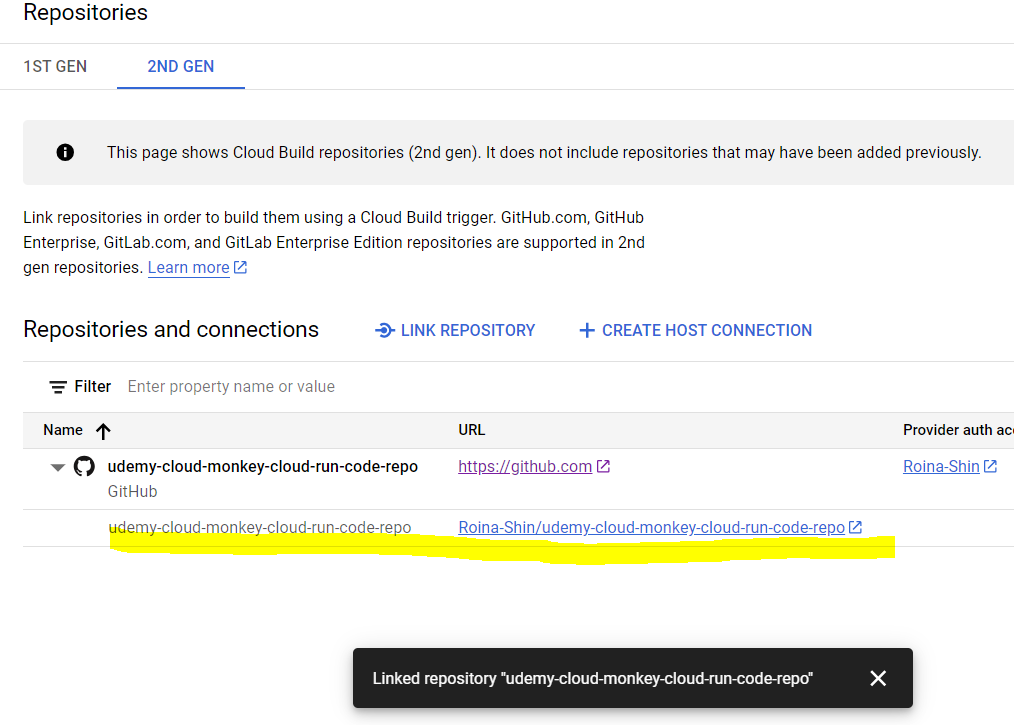 Repositories
1ST GEN 2ND GEN
This page shows Cloud Build repositories (2nd gen). It does not include repositories that may have been added previously.
Link repositories in order to build them using a Cloud Build trigger. GitHub.com, GitHub
Enterprise, GitLab.com, and GitLab Enterprise Edition repositories are supported in 2nd
gen repositories. Learn more
Repositories and connections LINK REPOSITORY CREATE HOST CONNECTION
Filter Enter property name or value
Name URL Provider auth
udemy-cloud-monkey-cloud-run-code-repo https://github.com Roina-Shin
GitHub
udemy-cloud-monkey-cloud-run-code-repo Roina-Shin/udemy-cloud-monkey-cloud-run-code-repo
Linked repository "udemy-cloud-monkey-cloud-run-code-repo"